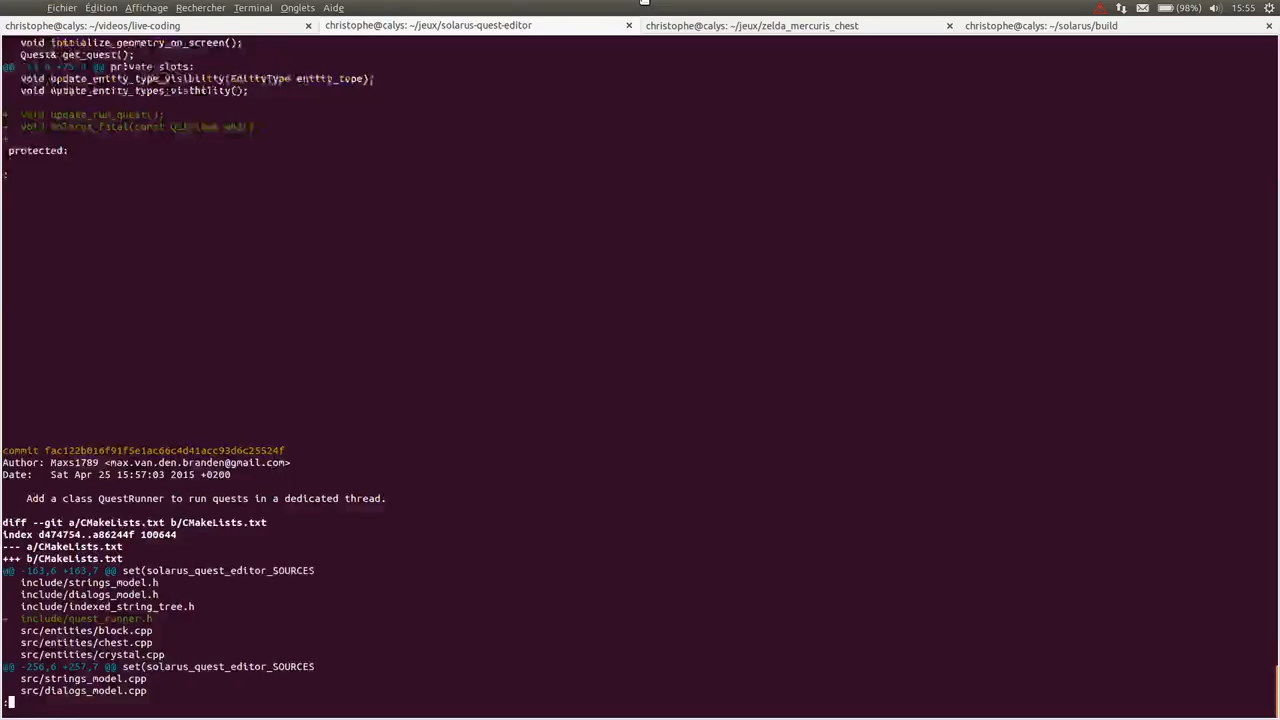 Fichier Édition Affichage Rechercher Terminal Onglets Aide (98%) 15:55
christophe@calys: ~/videos/live-coding × christophe@calys: ~/jeux/solarus-quest-editor × christophe@calys: ~/jeux/zelda_mercuris_chest × christophe@calys: ~/solarus/build ×
void initialize_geometry_on_screen();
Quest& get_quest();
@@ @@ private slots:
void update_entity_type_visibility(EntityType entity_type);
void update_entity_types_visibility();
+ void update_run_quest();
void solarus_fatal(const
protected:
:
commit fac122b016f91f5e1ac66c4d41acc93d6c25524f
Author: Maxs1789 <max.van.den.branden@gmail.com>
Date: Sat Apr 25 15:57:03 2015 +0200
Add a class QuestRunner to run quests in a dedicated thread.
diff --git a/CMakeLists.txt b/CMakeLists.txt
index d474754..a86244f 100644
--- a/CMakeLists.txt
+++ b/CMakeLists.txt
@@ -163,6 +163,7 @@ set(solarus_quest_editor_SOURCES
include/strings_model.h
include/dialogs_model.h
include/indexed_string_tree.h
+ include/quest_runner.h
src/entities/block.cpp
src/entities/chest.cpp
src/entities/crystal.cpp
@@ -256,6 +257,7 @@ set(solarus_quest_editor_SOURCES
src/strings_model.cpp
src/dialogs_model.cpp
: